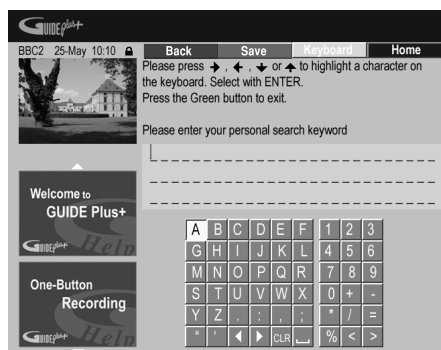 GUIDE Plus+
BBC2 25-May 10:10 Back Save Keyboard Home
Please press →, ←, ↓ or ↑ to highlight a character on
the keyboard. Select with ENTER.
Press the Green button to exit.
Please enter your personal search keyword
Welcome to
GUIDE Plus+
GUIDE Plus+ Help
One-Button
Recording
GUIDE Plus+ Help
A B C D E F 1 2 3
G H I J K L 4 5 6
M N O P Q R 7 8 9
S T U V W X 0 + -
Y Z . : , ; * / =
" ' ◀ ▶ CLR ⎵ % < >